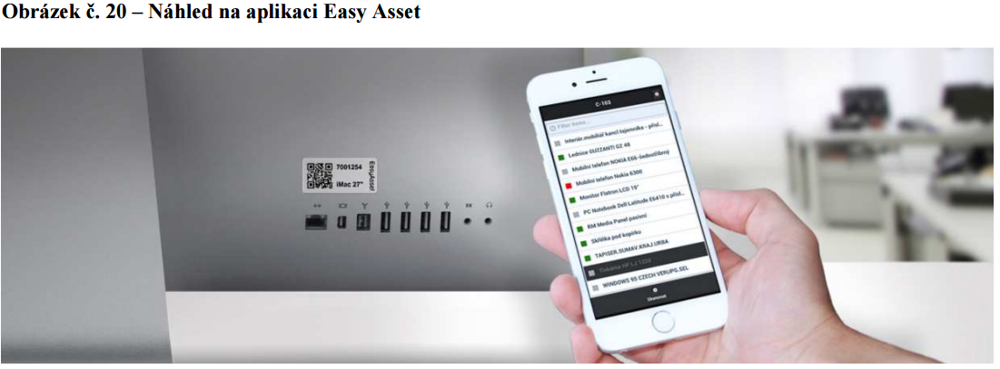 Obrázek č. 20 – Náhled na aplikaci Easy Asset
7001254
iMac 27"
EasyAsset
C-103
Filter items...
Interiér.mobiliář kancl.tajemníka - přísl...
Lednice GUZZANTI GZ 48
Mobilní telefon NOKIA E66-šedostříbrný
Mobilní telefon Nokia 6300
Monitor Flatron LCD 19"
PC Notebook Dell Latitude E6410 s přísl...
RM Media Panel pasivní
Skříňka pod kopírku
TAPISER.SUMAV.KRAJ.URBA
Tiskárna HP LJ 1320
WINDOWS 95 CZECH VERUPG.SEL
Skenovat